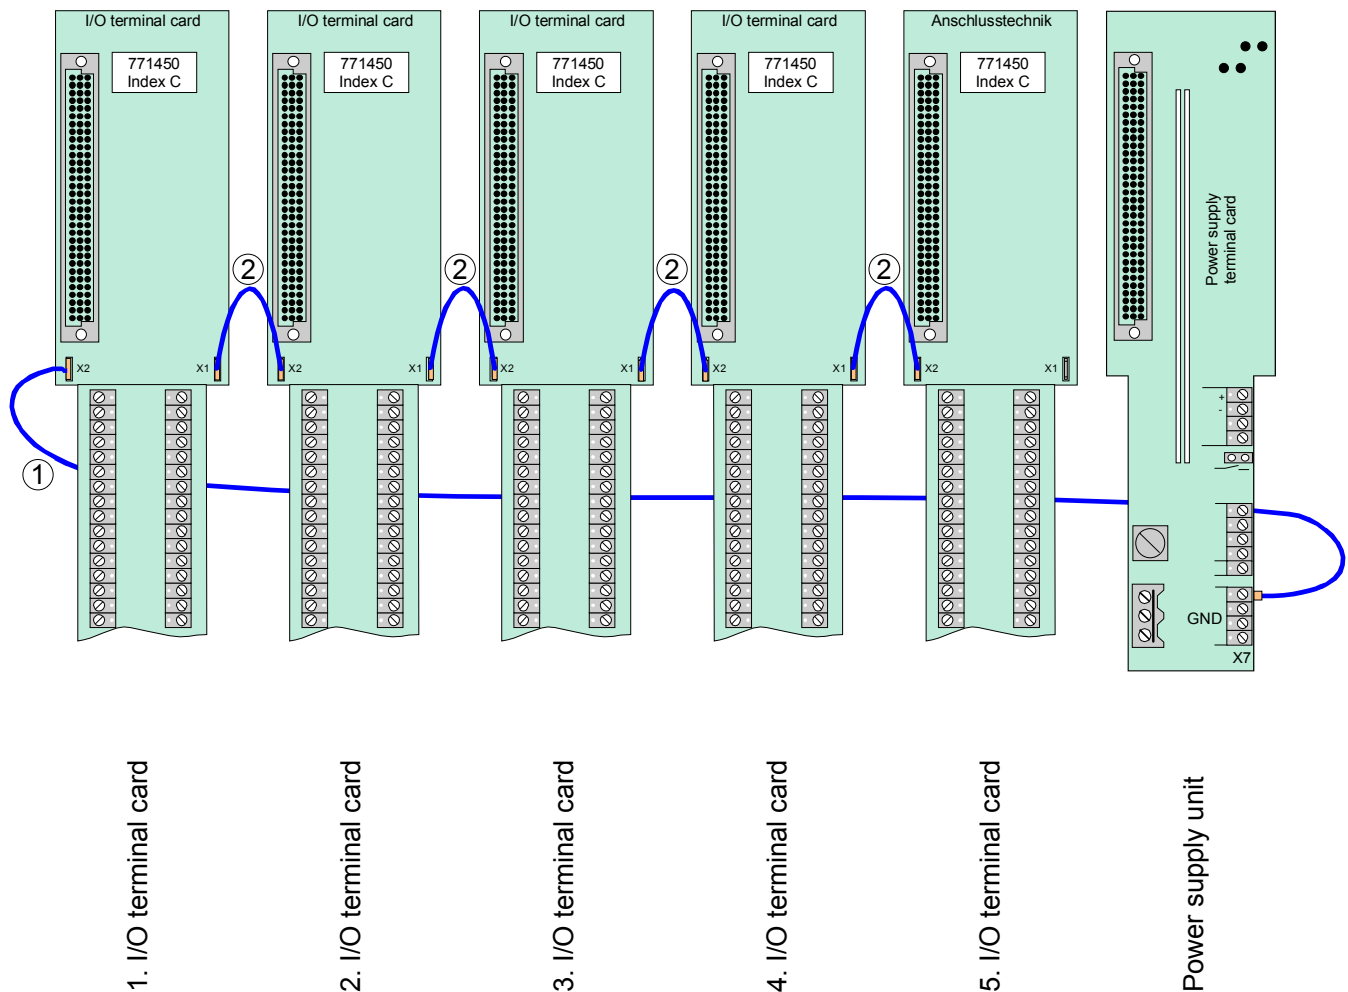 I/O terminal card
I/O terminal card
I/O terminal card
I/O terminal card
Anschlusstechnik
771450
Index C
771450
Index C
771450
Index C
771450
Index C
771450
Index C
Power supply
terminal card
2
2
2
2
X2
X1
X2
X1
X2
X1
X2
X1
X2
X1
+
-
1
GND
X7
1. I/O terminal card
2. I/O terminal card
3. I/O terminal card
4. I/O terminal card
5. I/O terminal card
Power supply unit